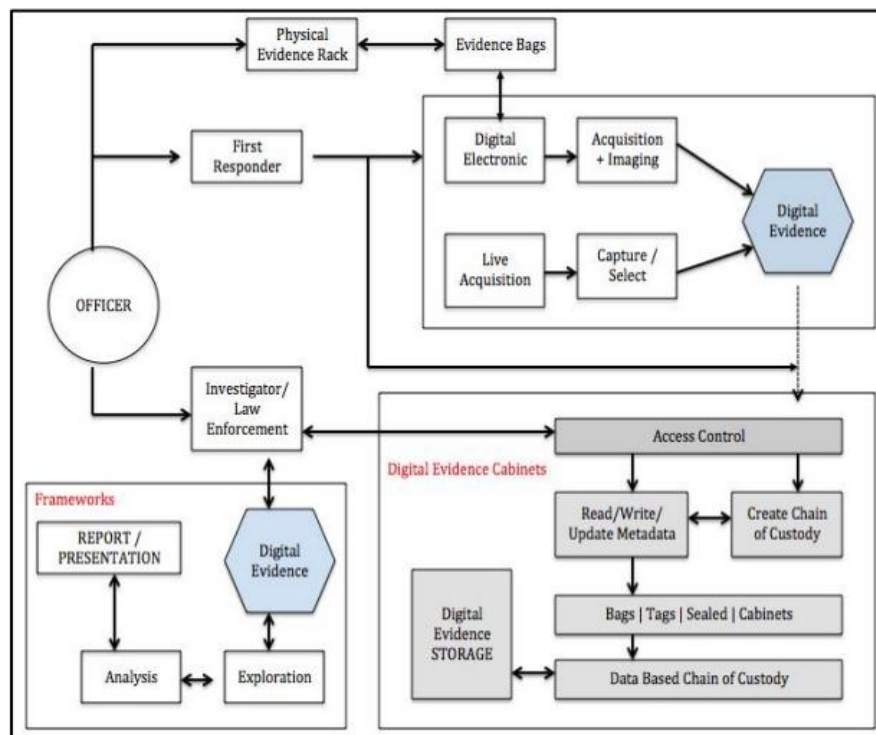 Physical
Evidence Rack
Evidence Bags
First
Responder
Digital
Electronic
Acquisition
+ Imaging
Digital
Evidence
Live
Acquisition
Capture /
Select
OFFICER
Investigator/
Law
Enforcement
Access Control
Digital Evidence Cabinets
Read/Write/
Update Metadata
Create Chain
of Custody
Bags | Tags | Sealed | Cabinets
Digital
Evidence
STORAGE
Data Based Chain of Custody
Frameworks
REPORT /
PRESENTATION
Digital
Evidence
Analysis
Exploration